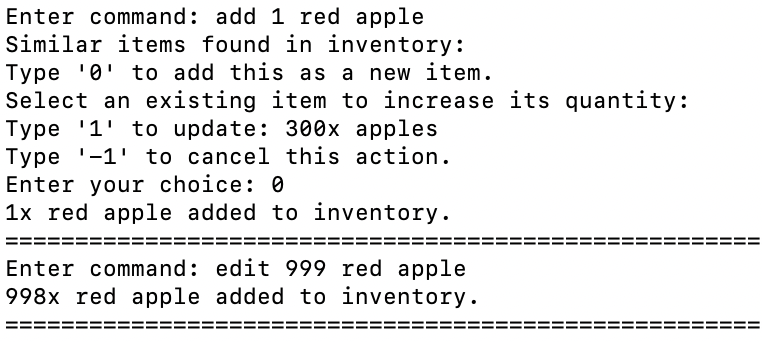 Enter command: add 1 red apple
Similar items found in inventory:
Type '0' to add this as a new item.
Select an existing item to increase its quantity:
Type '1' to update: 300x apples
Type '-1' to cancel this action.
Enter your choice: 0
1x red apple added to inventory.
======================================================
Enter command: edit 999 red apple
998x red apple added to inventory.
======================================================